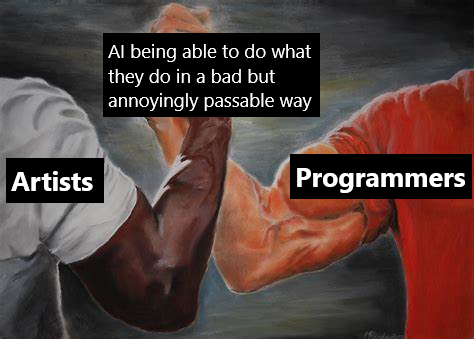 AI being able to do what
they do in a bad but
annoyingly passable way
Artists
Programmers